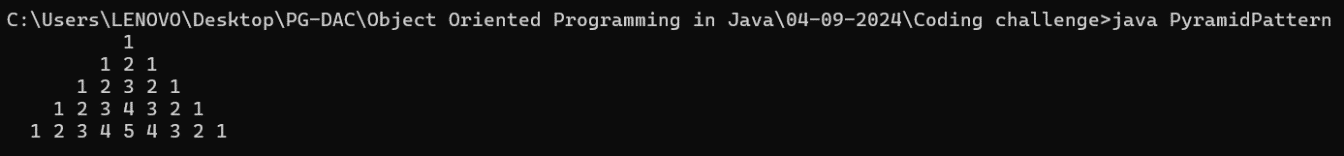 C:\Users\LENOVO\Desktop\PG-DAC\Object Oriented Programming in Java\04-09-2024\Coding challenge>java PyramidPattern
          1
        1 2 1
      1 2 3 2 1
    1 2 3 4 3 2 1
  1 2 3 4 5 4 3 2 1